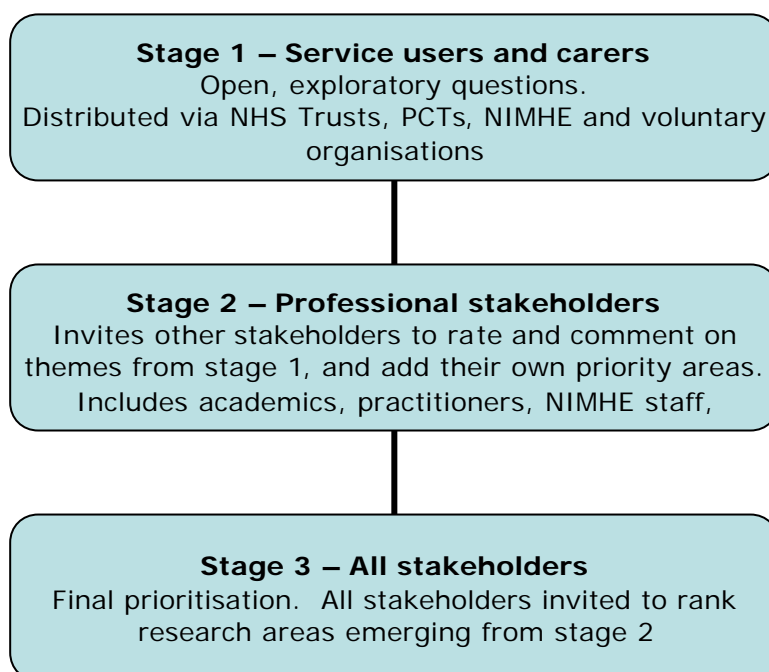 Stage 1 – Service users and carers
Open, exploratory questions.
Distributed via NHS Trusts, PCTs, NIMHE and voluntary
organisations
Stage 2 – Professional stakeholders
Invites other stakeholders to rate and comment on
themes from stage 1, and add their own priority areas.
Includes academics, practitioners, NIMHE staff,
Stage 3 – All stakeholders
Final prioritisation.  All stakeholders invited to rank
research areas emerging from stage 2